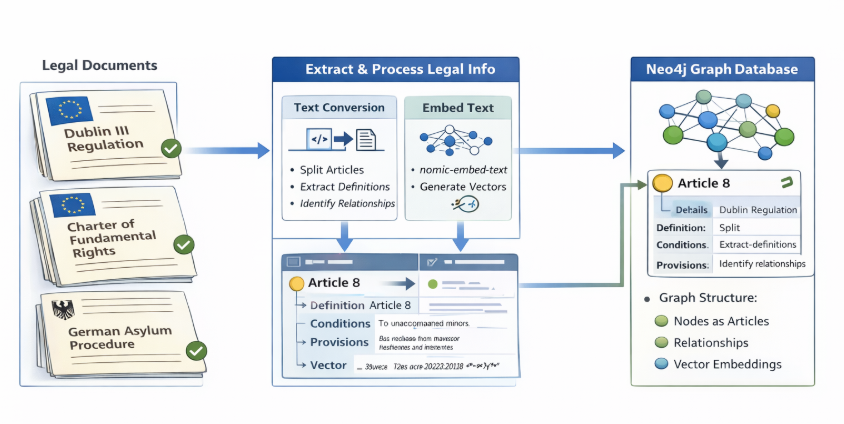 Legal Documents
Dublin III
Regulation
Charter of
Fundamental
Rights
German Asylum
Procedure
Extract & Process Legal Info
Text Conversion
</>
• Split Articles
• Extract Definitions
• Identify Relationships
Embed Text
• nomic-embed-text
• Generate Vectors
Article 8
Definition Article 8
Conditions To unaccomaaned minors.
Provisions
Vector
Neo4j Graph Database
Article 8
Details Dublin Regulation
Definition: Split
Conditions. Extract-definitions
Provisions: Identify relationships
• Graph Structure:
Nodes as Articles
Relationships
Vector Embeddings